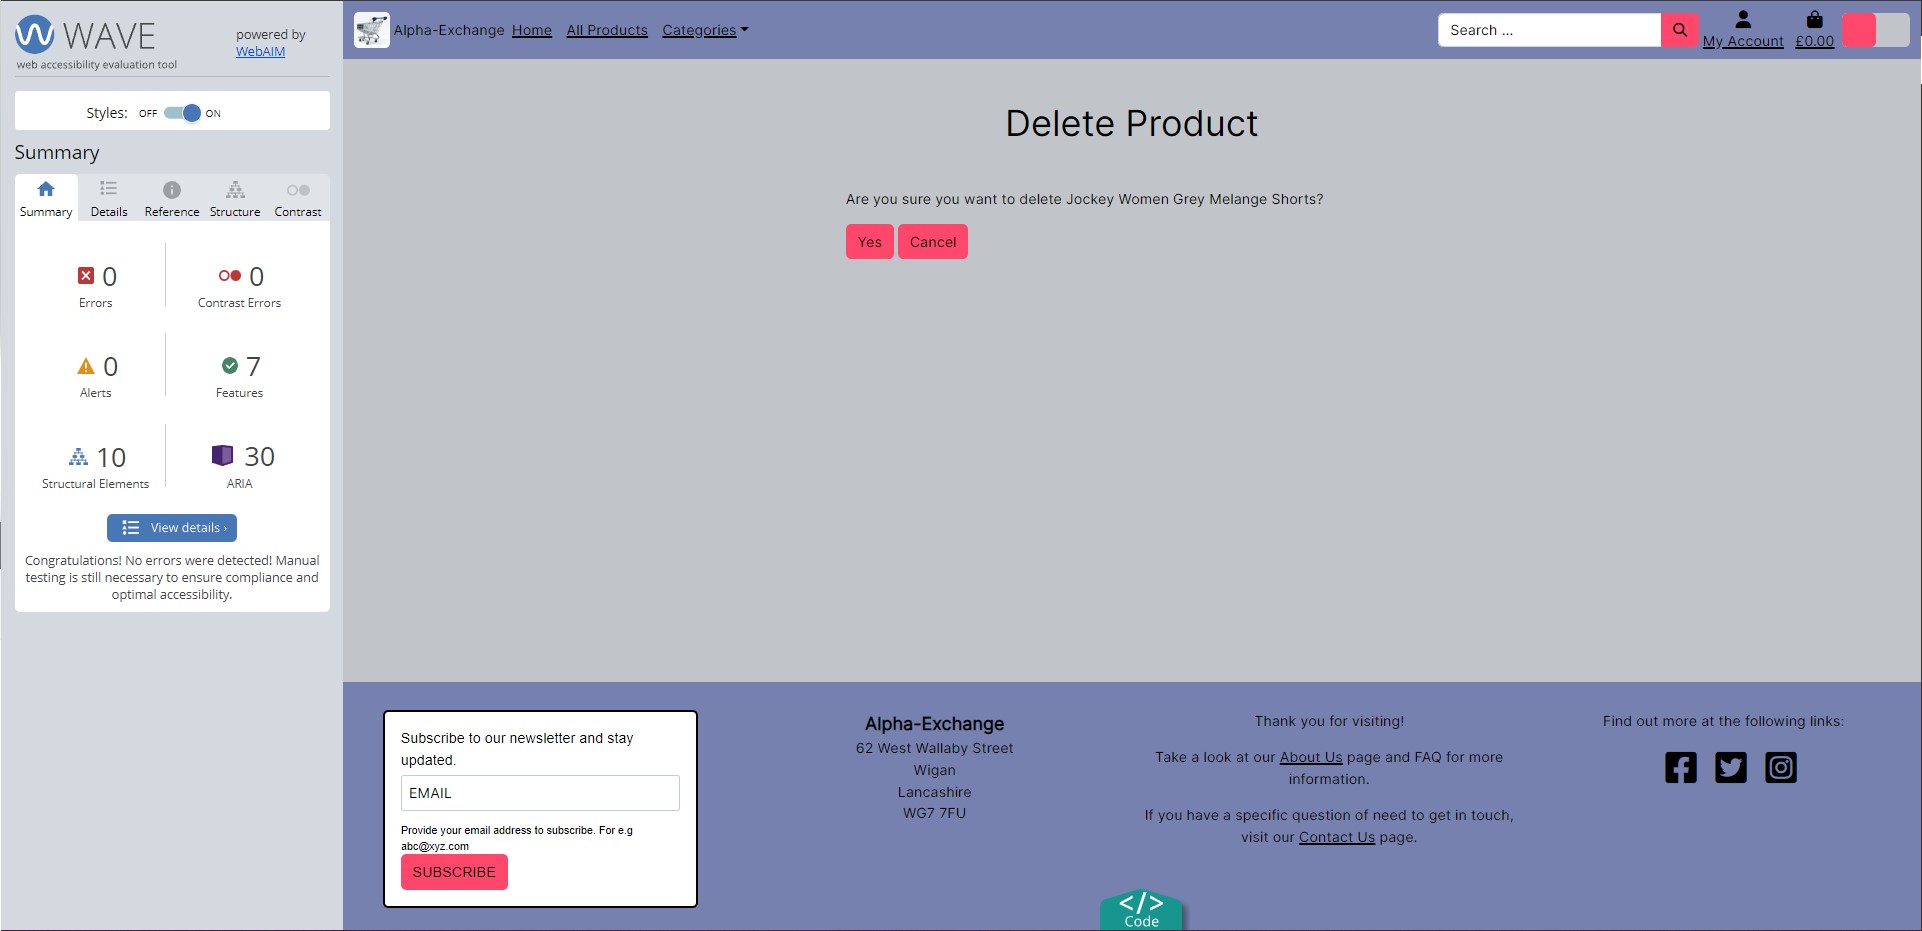 WAVE
web accessibility evaluation tool
powered by
WebAIM
Styles: OFF ON
Summary
Summary Details Reference Structure Contrast
0
Errors
0
Contrast Errors
0
Alerts
7
Features
10
Structural Elements
30
ARIA
View details ›
Congratulations! No errors were detected! Manual
testing is still necessary to ensure compliance and
optimal accessibility.
Alpha-Exchange Home All Products Categories
Search ...
My Account £0.00
Delete Product
Are you sure you want to delete Jockey Women Grey Melange Shorts?
Yes Cancel
Subscribe to our newsletter and stay
updated.
EMAIL
Provide your email address to subscribe. For e.g
abc@xyz.com
SUBSCRIBE
Alpha-Exchange
62 West Wallaby Street
Wigan
Lancashire
WG7 7FU
Thank you for visiting!
Take a look at our About Us page and FAQ for more
information.
If you have a specific question of need to get in touch,
visit our Contact Us page.
Find out more at the following links:
</>
Code